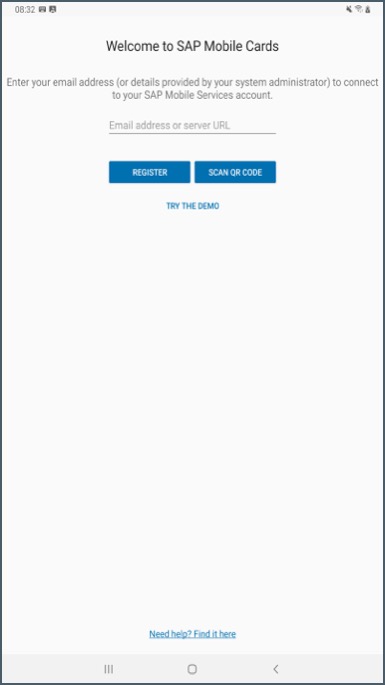 08:32
Welcome to SAP Mobile Cards
Enter your email address (or details provided by your system administrator) to connect
to your SAP Mobile Services account.
Email address or server URL
REGISTER
SCAN QR CODE
TRY THE DEMO
Need help? Find it here